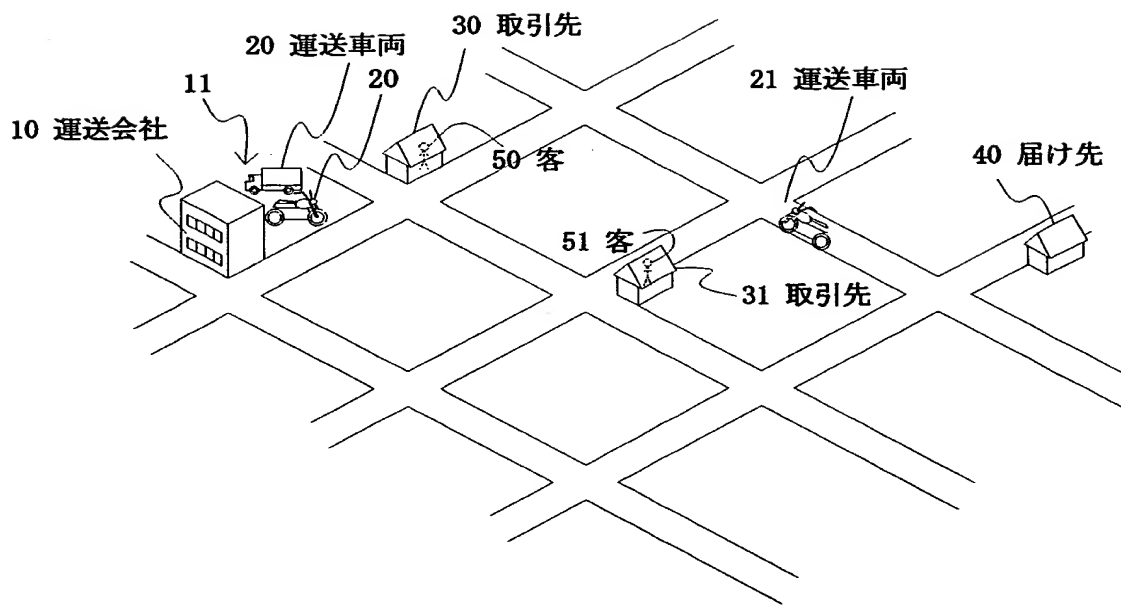 30 取引先
20 運送車両
20
11
10 運送会社
50 客
21 運送車両
40 届け先
51 客
31 取引先